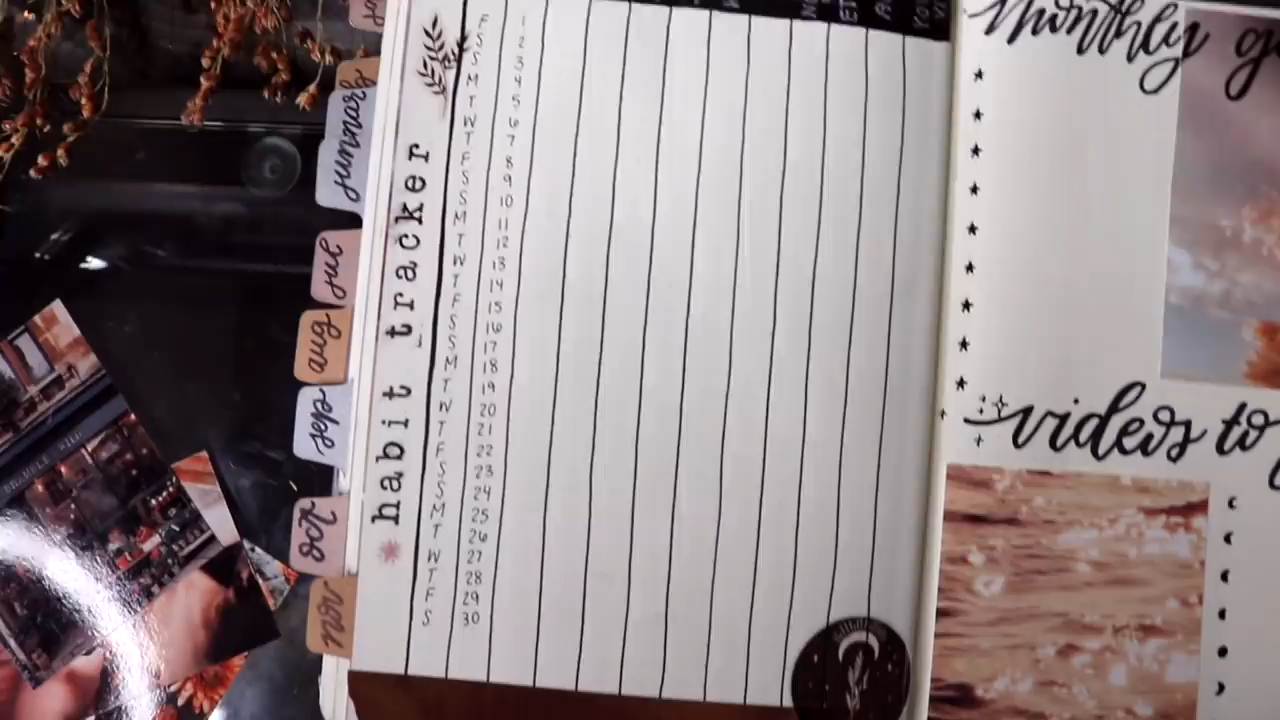 summary
jul
aug
sep
oct
nov
habit tracker
F 1
S 2
S 3
M 4
T 5
W 6
T 7
F 8
S 9
S 10
M 11
T 12
W 13
T 14
F 15
S 16
S 17
M 18
T 19
W 20
T 21
F 22
S 23
S 24
M 25
T 26
W 27
T 28
F 29
S 30
Monthly g
videos to